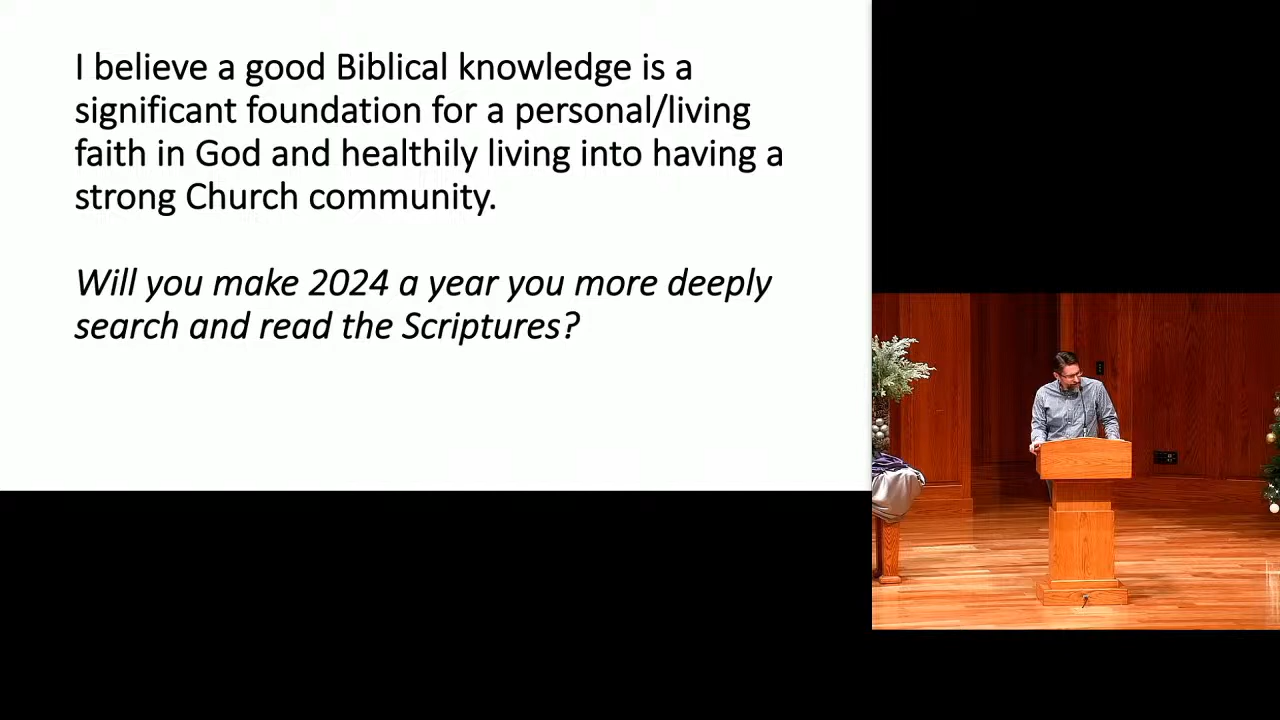 I believe a good Biblical knowledge is a
significant foundation for a personal/living
faith in God and healthily living into having a
strong Church community.
Will you make 2024 a year you more deeply
search and read the Scriptures?